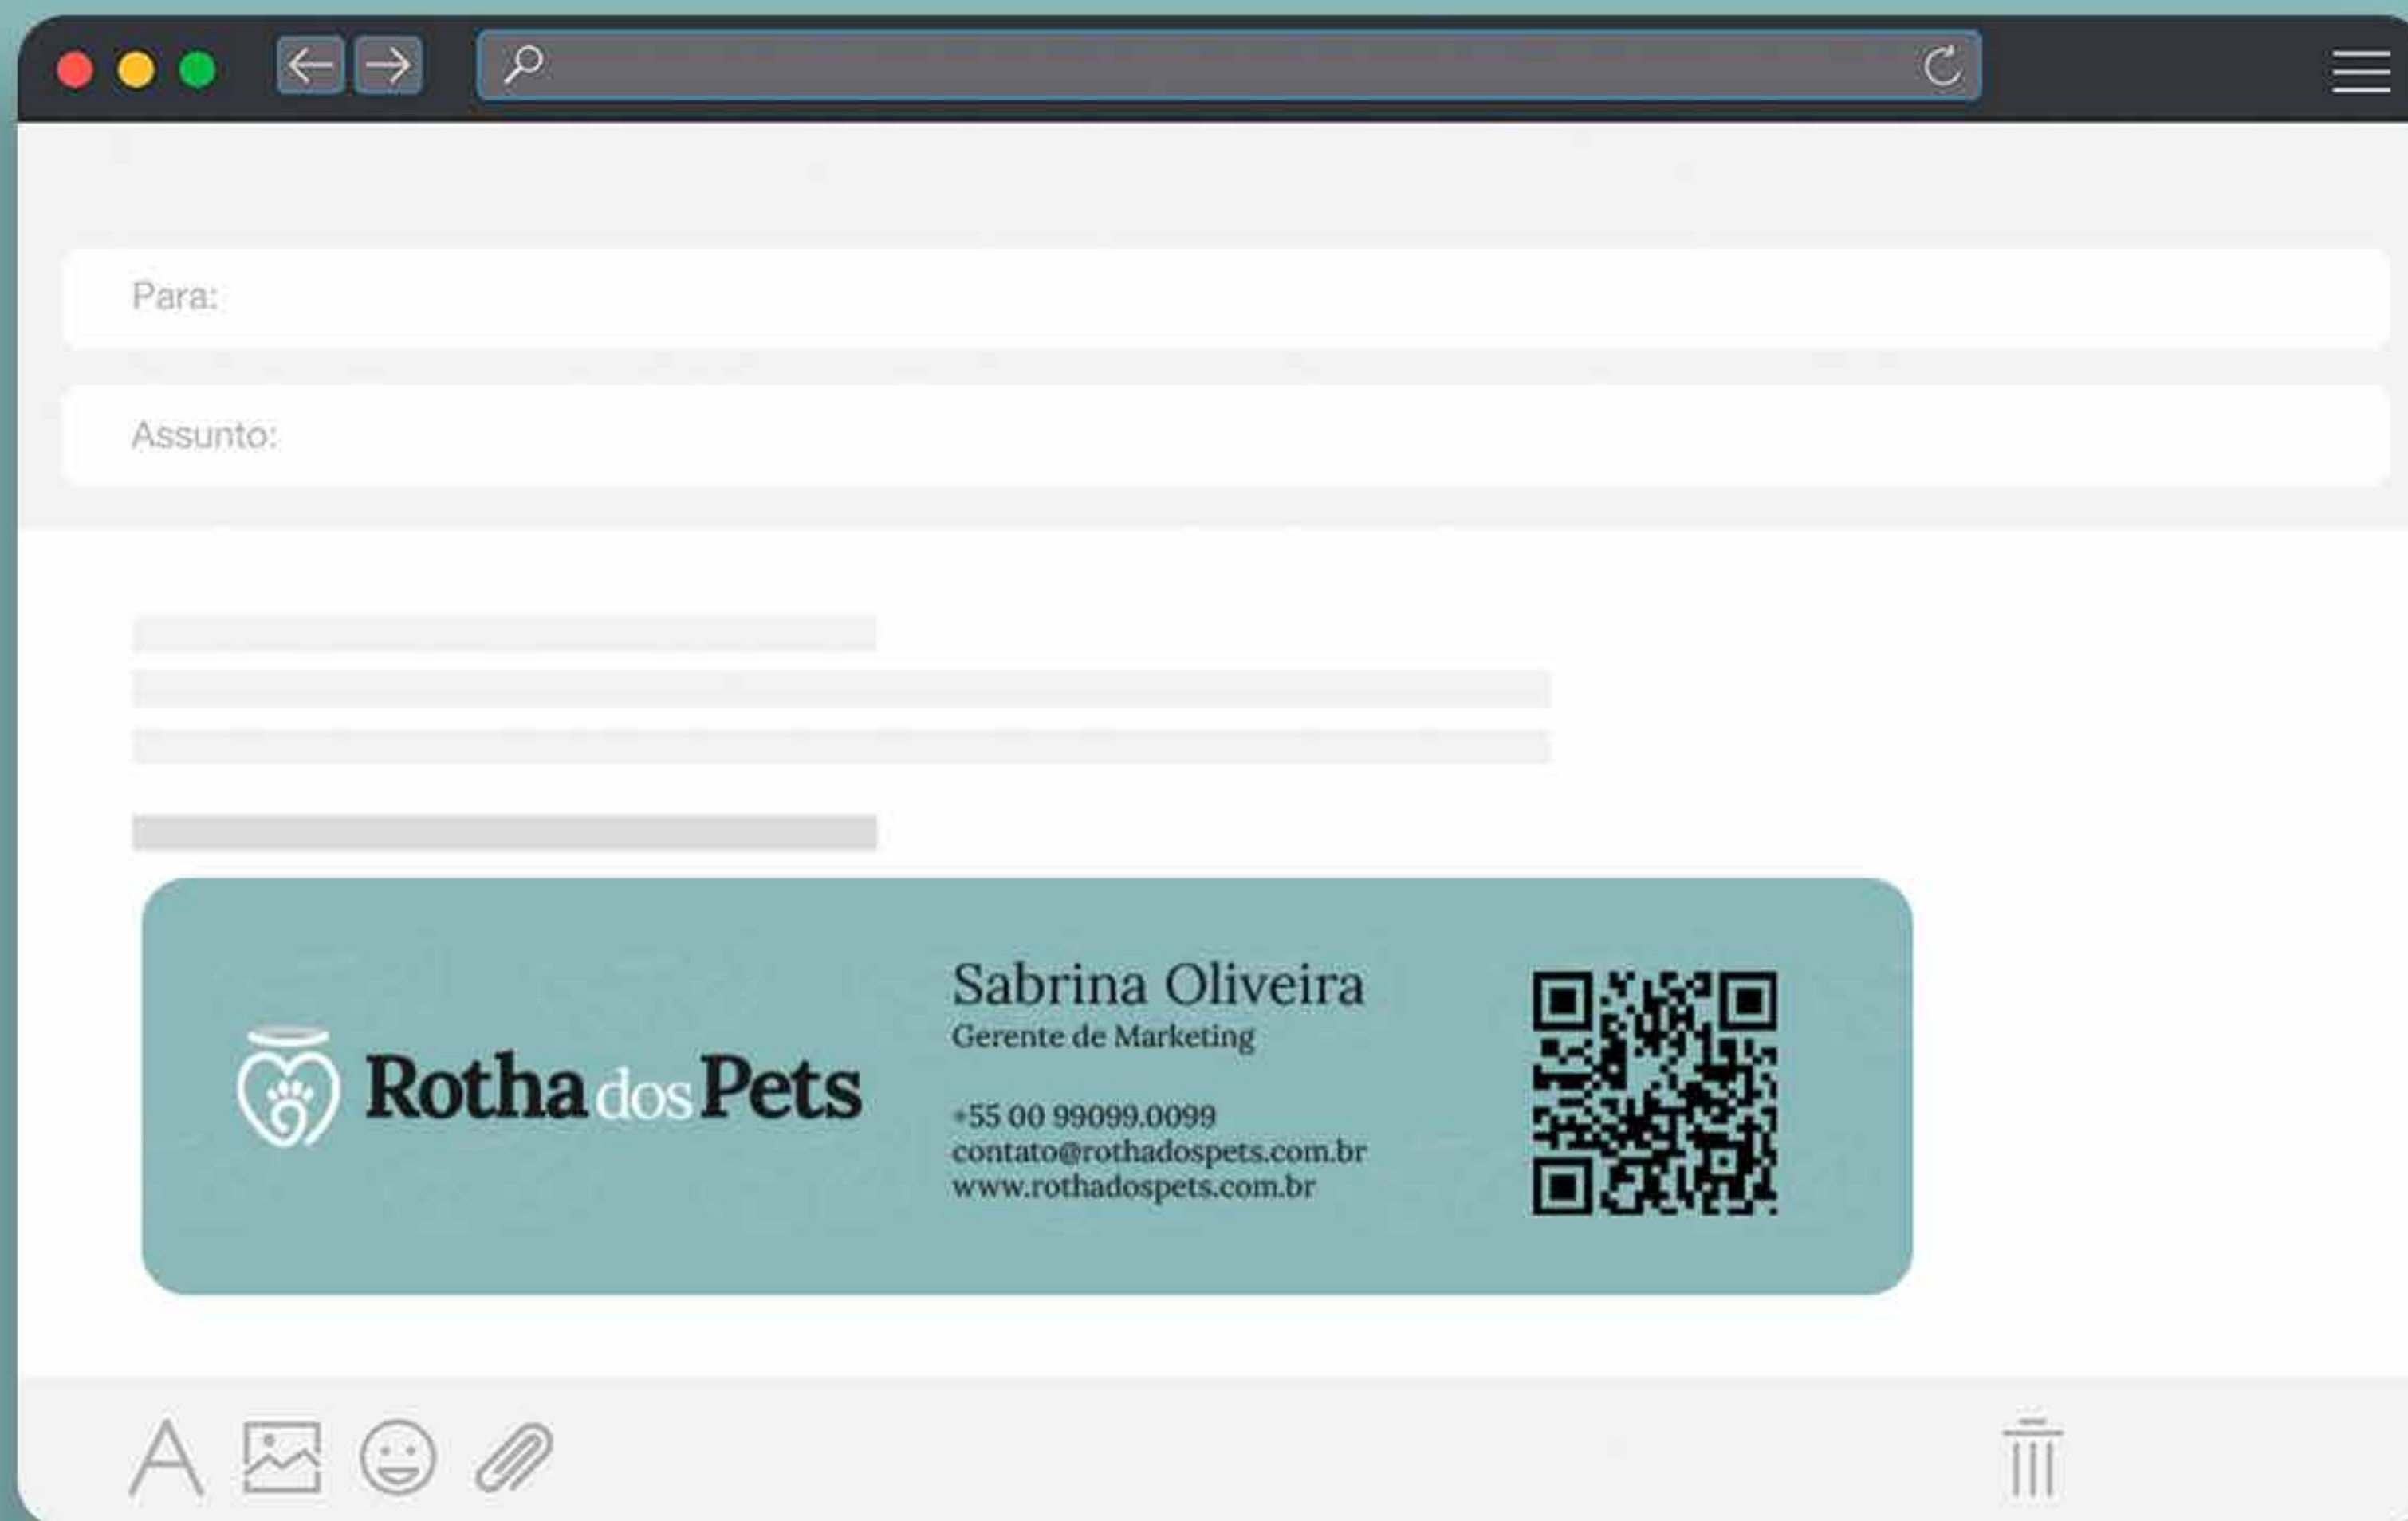 Para:
Assunto:
Rotha dos Pets
Sabrina Oliveira
Gerente de Marketing
+55 00 99099.0099
contato@rothadospets.com.br
www.rothadospets.com.br